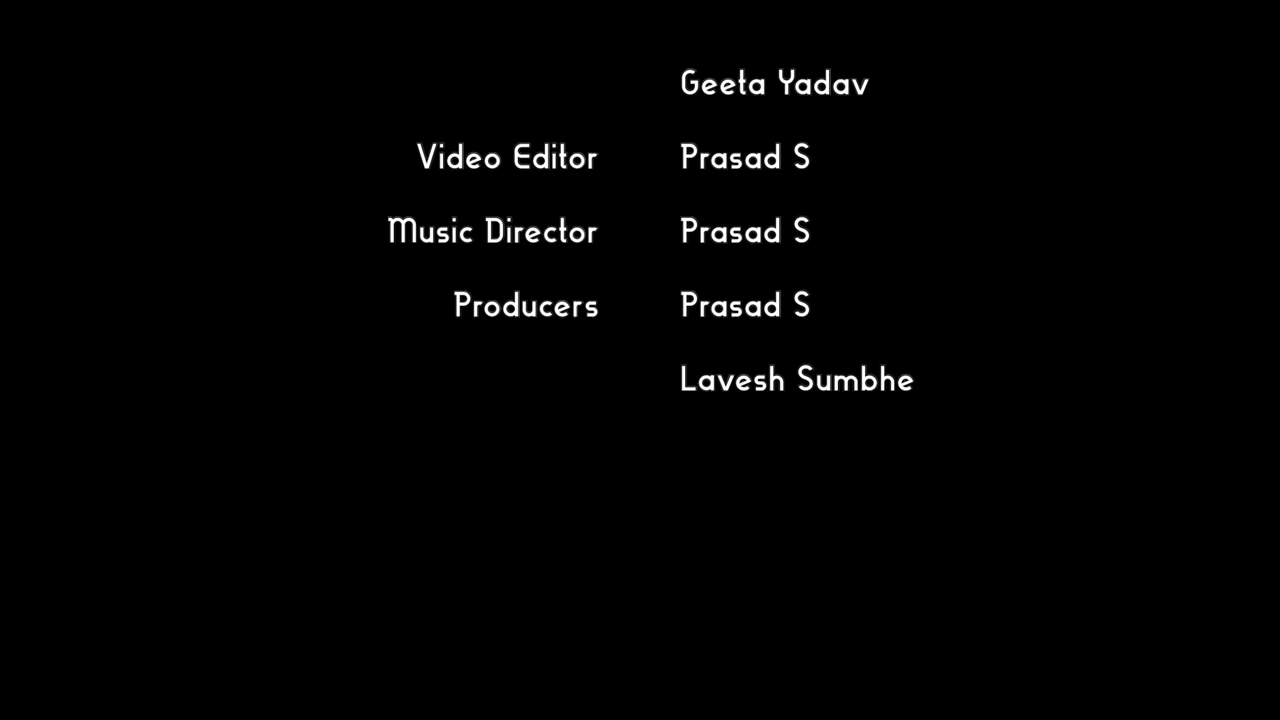 Geeta Yadav
Video Editor Prasad S
Music Director Prasad S
Producers Prasad S
Lavesh Sumbhe